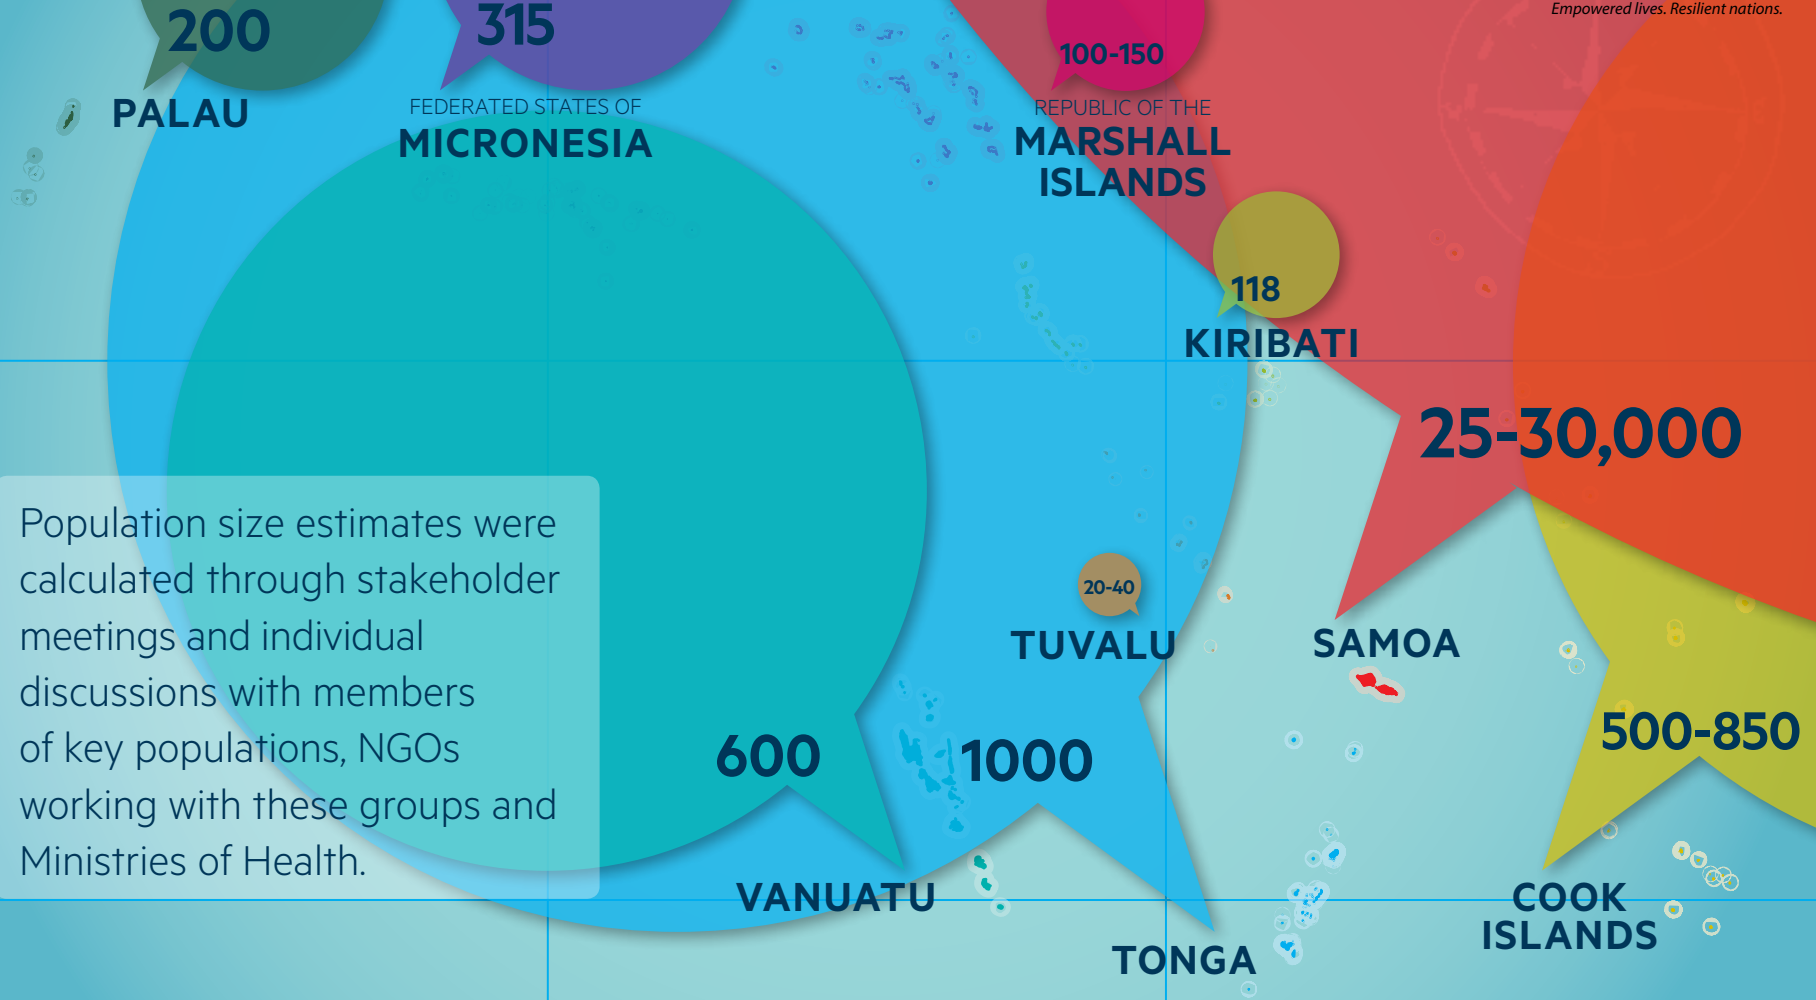 Empowered lives. Resilient nations.
200
PALAU
315
FEDERATED STATES OF
MICRONESIA
100-150
REPUBLIC OF THE
MARSHALL
ISLANDS
118
KIRIBATI
25-30,000
SAMOA
20-40
TUVALU
500-850
COOK
ISLANDS
600
VANUATU
1000
TONGA
Population size estimates were
calculated through stakeholder
meetings and individual
discussions with members
of key populations, NGOs
working with these groups and
Ministries of Health.